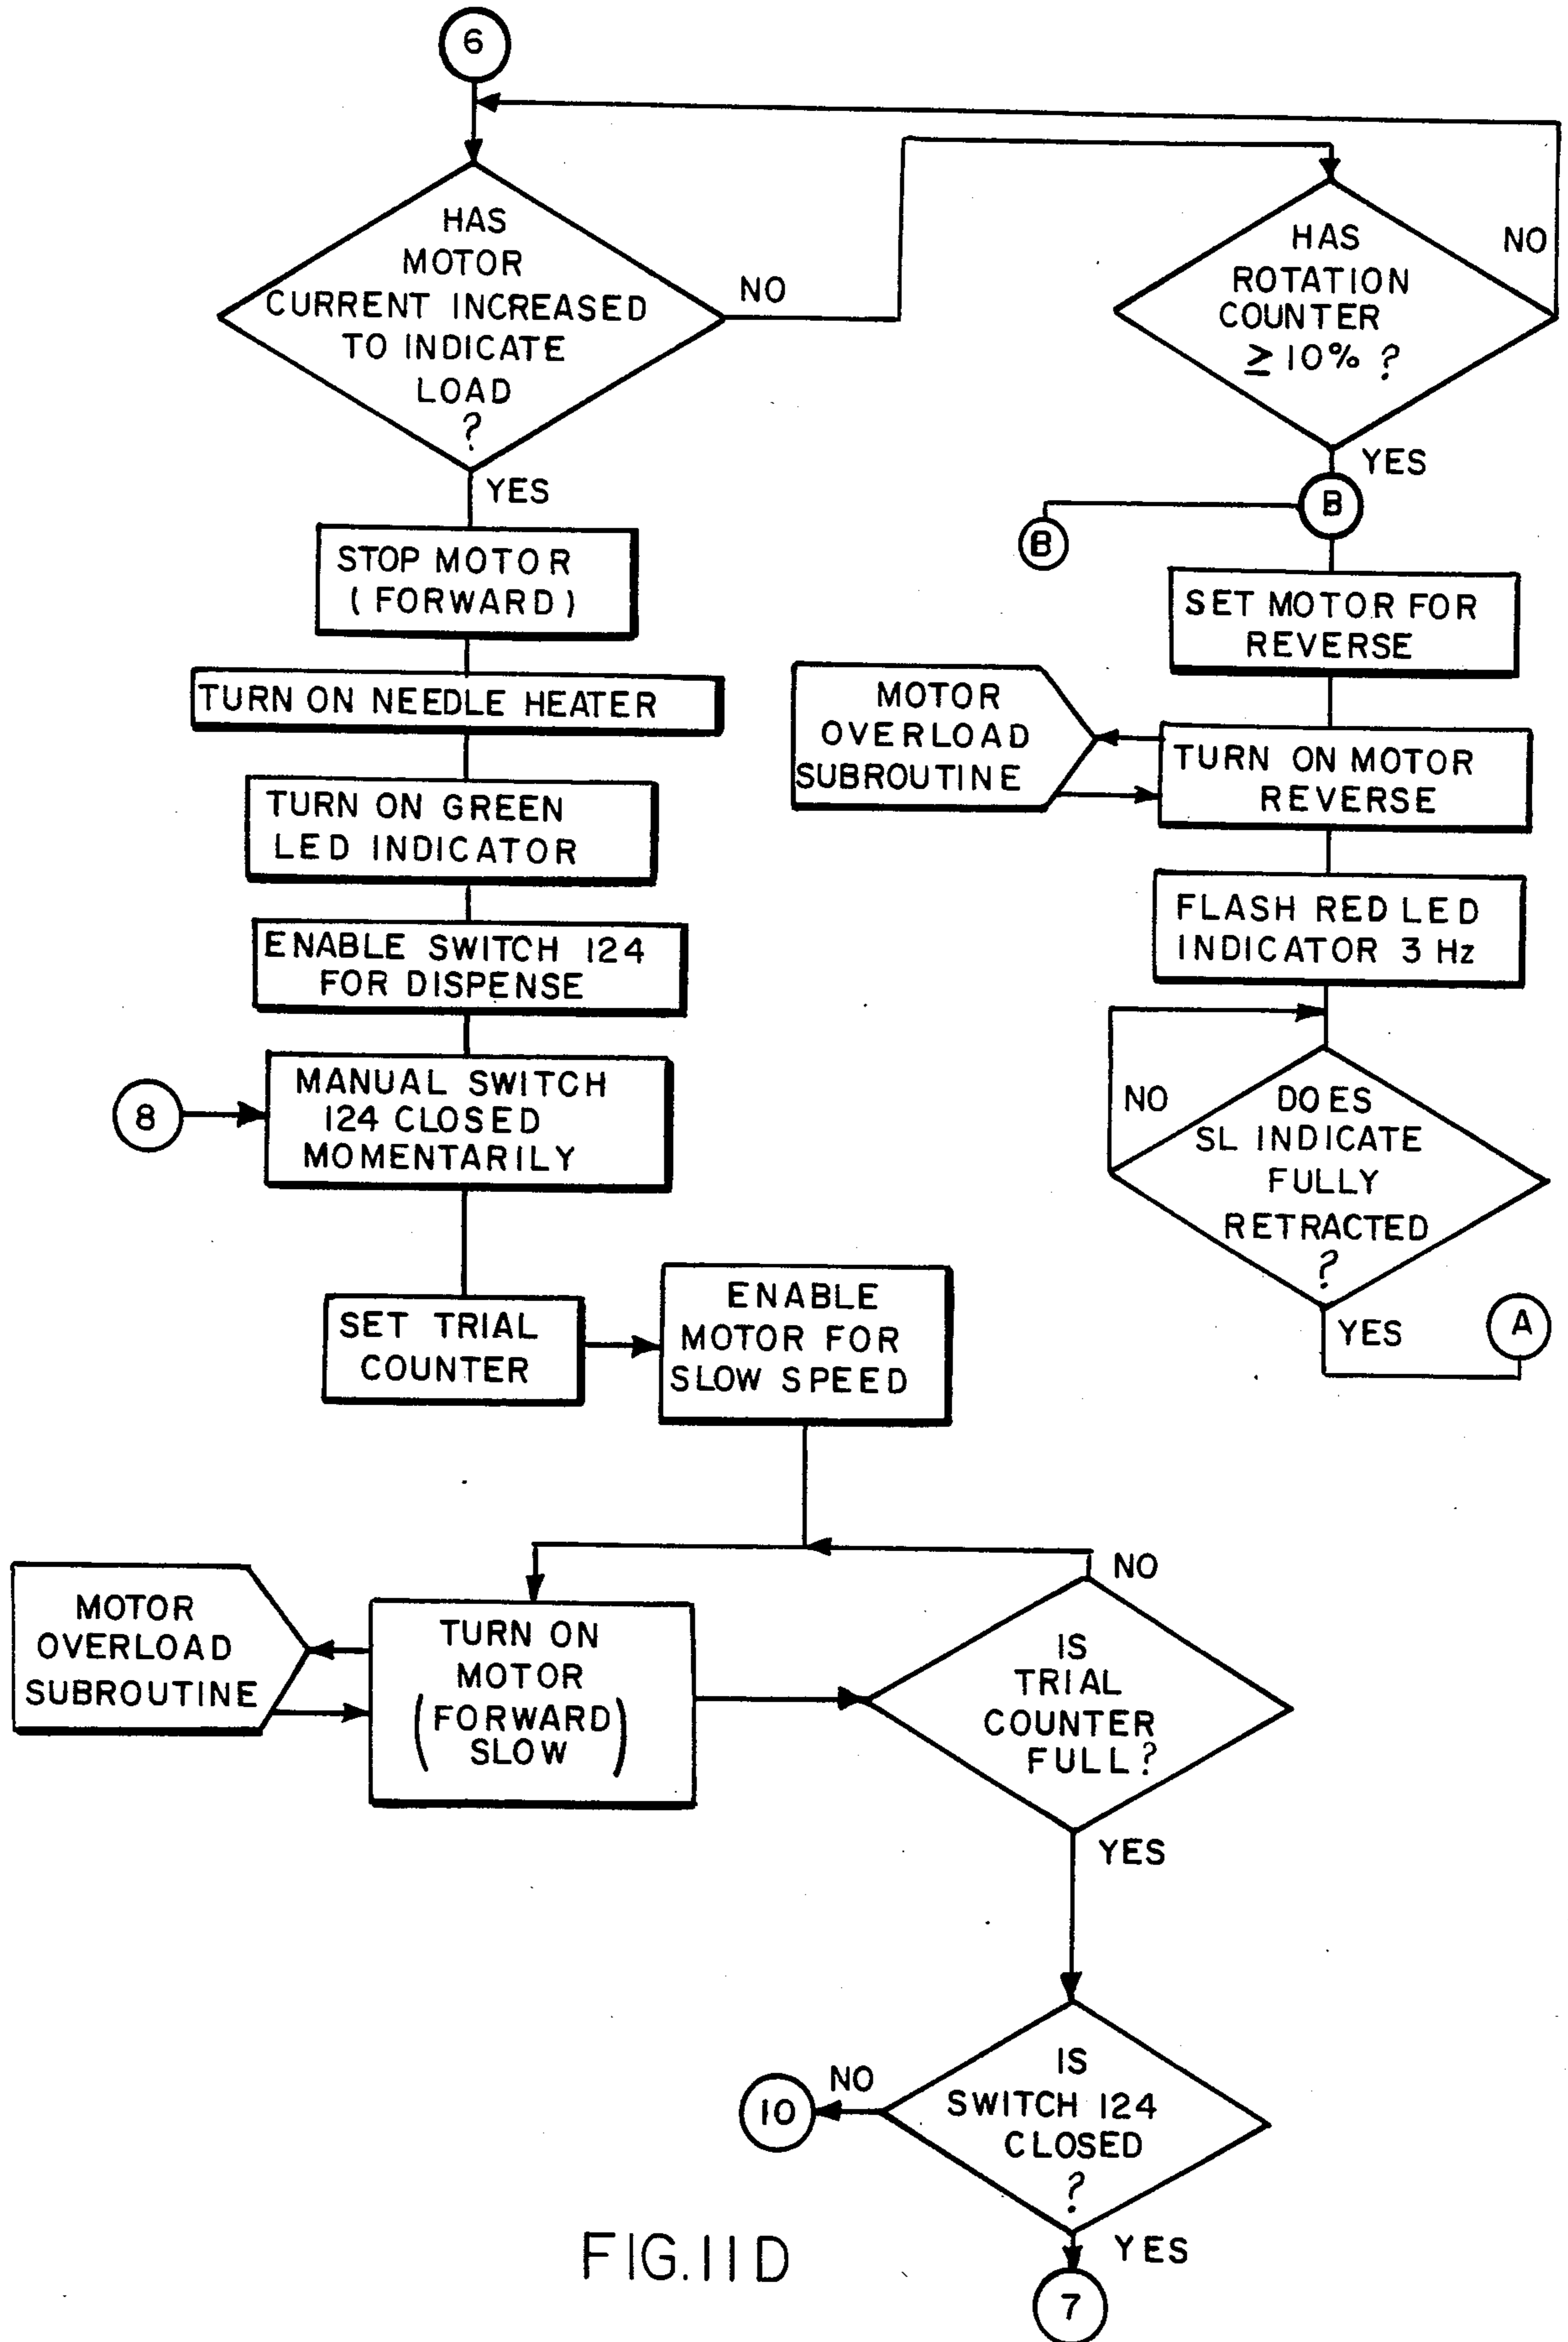 6
HAS
MOTOR
CURRENT INCREASED
TO INDICATE
LOAD
?
NO
YES
HAS
ROTATION
COUNTER
≥ 10% ?
NO
YES
B
B
STOP MOTOR
(FORWARD)
TURN ON NEEDLE HEATER
TURN ON GREEN
LED INDICATOR
ENABLE SWITCH 124
FOR DISPENSE
8
MANUAL SWITCH
124 CLOSED
MOMENTARILY
SET TRIAL
COUNTER
ENABLE
MOTOR FOR
SLOW SPEED
SET MOTOR FOR
REVERSE
MOTOR
OVERLOAD
SUBROUTINE
TURN ON MOTOR
REVERSE
FLASH RED LED
INDICATOR 3 Hz
NO
DOES
SL INDICATE
FULLY
RETRACTED
?
YES
A
MOTOR
OVERLOAD
SUBROUTINE
TURN ON
MOTOR
(FORWARD
SLOW)
NO
IS
TRIAL
COUNTER
FULL?
YES
IS
SWITCH 124
CLOSED
?
NO
10
YES
7
FIG. 11D